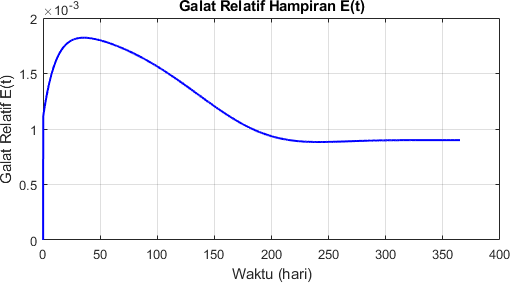 Galat Relatif Hampiran E(t)
×10-3
2
1.5
1
0.5
0
Galat Relatif E(t)
0 50 100 150 200 250 300 350 400
Waktu (hari)